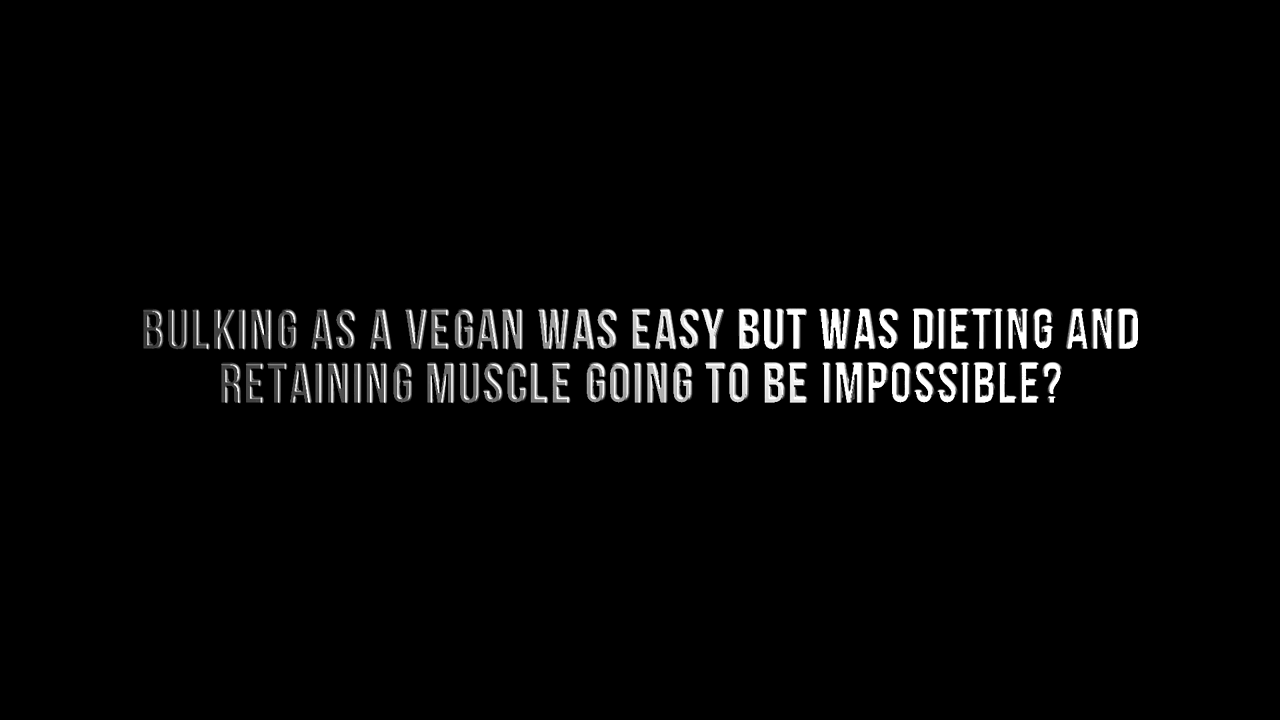 BULKING AS A VEGAN WAS EASY BUT WAS DIETING AND
RETAINING MUSCLE GOING TO BE IMPOSSIBLE?